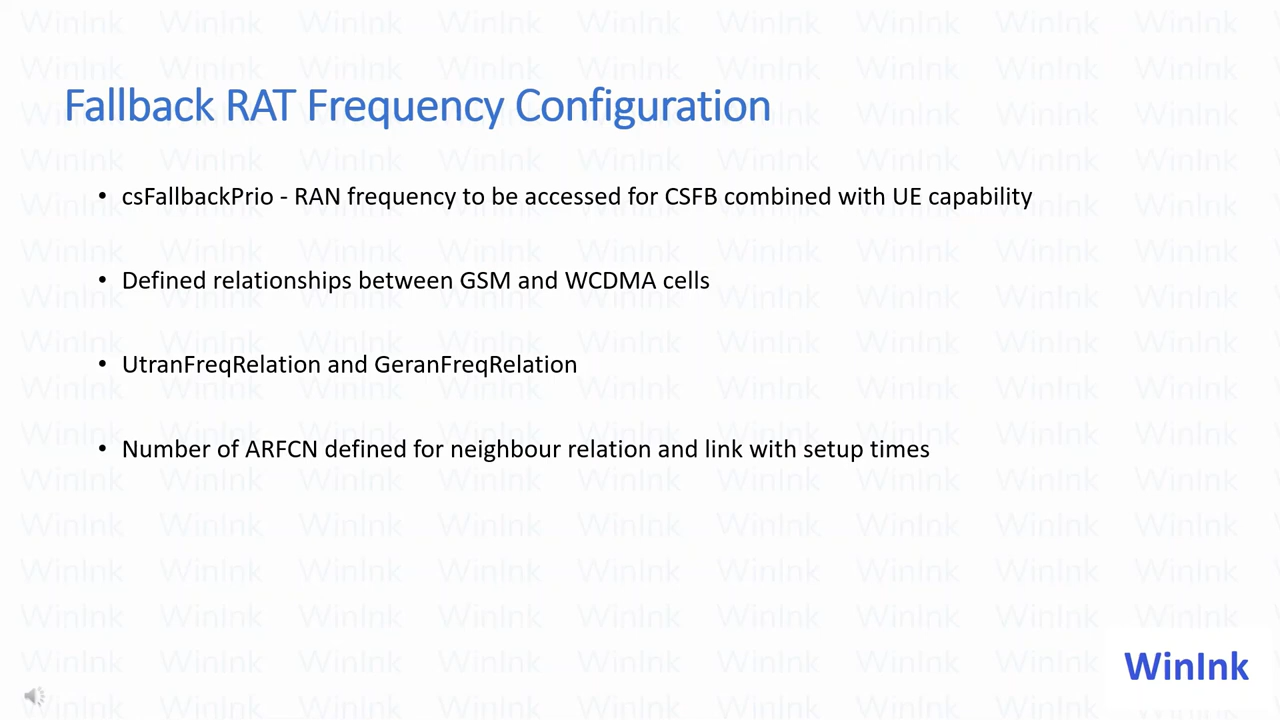 Fallback RAT Frequency Configuration
• csFallbackPrio - RAN frequency to be accessed for CSFB combined with UE capability
• Defined relationships between GSM and WCDMA cells
• UtranFreqRelation and GeranFreqRelation
• Number of ARFCN defined for neighbour relation and link with setup times
WinInk